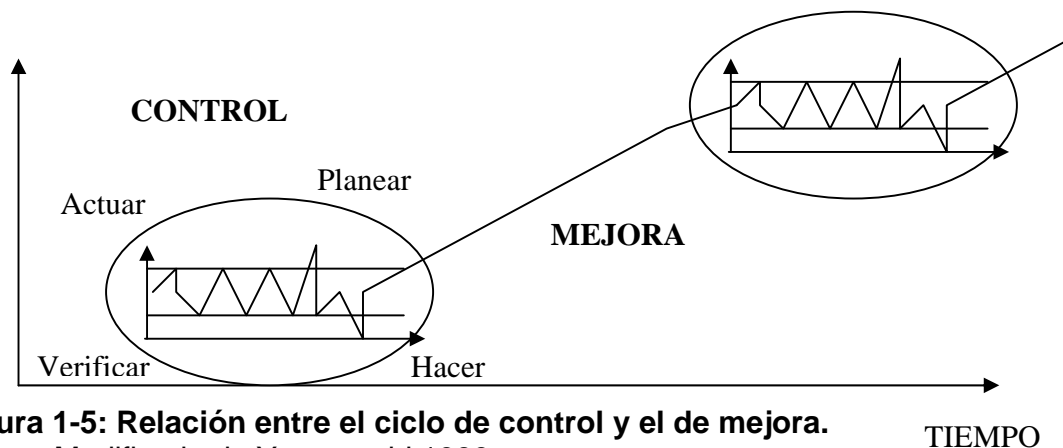 CONTROL
Planear
Actuar
MEJORA
Verificar
Hacer
ura 1-5: Relación entre el ciclo de control y el de mejora.
TIEMPO